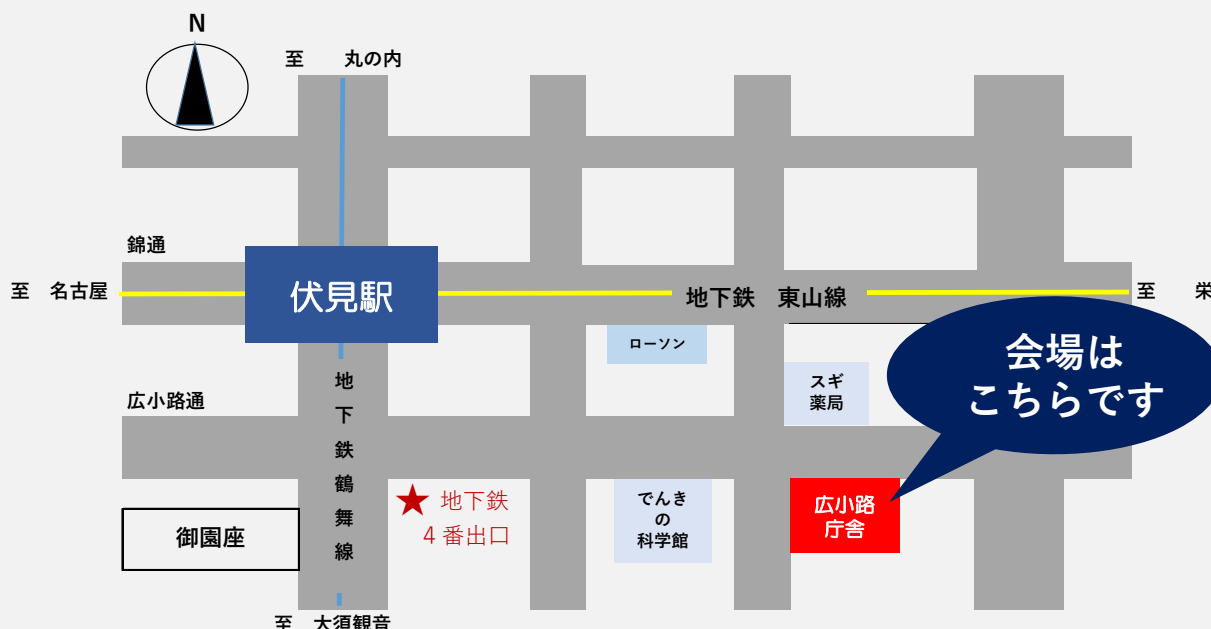 N
至　丸の内
錦通
至　名古屋
伏見駅
地下鉄　東山線
至　栄
ローソン
会場は
こちらです
スギ
薬局
広小路通
地下鉄鶴舞線
★ 地下鉄
4番出口
でんき
の
科学館
広小路
庁舎
御園座
至　大須観音